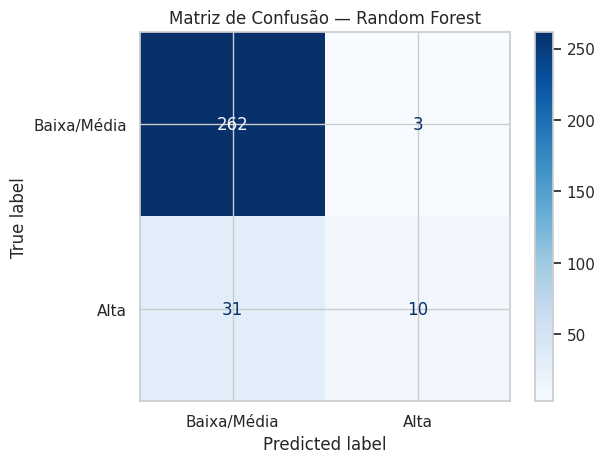 Matriz de Confusão — Random Forest
250
Baixa/Média
262
3
200
True label
150
100
Alta
31
10
50
Baixa/Média
Alta
Predicted label